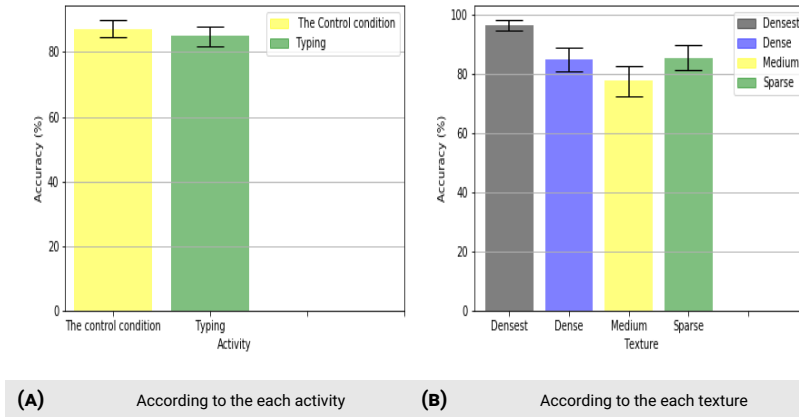 The Control condition
Typing
Accuracy (%)
80
60
40
20
0
The control condition
Typing
Activity
Densest
Dense
Medium
Sparse
Accuracy (%)
100
80
60
40
20
0
Densest
Dense
Medium
Sparse
Texture
(A) According to the each activity
(B) According to the each texture